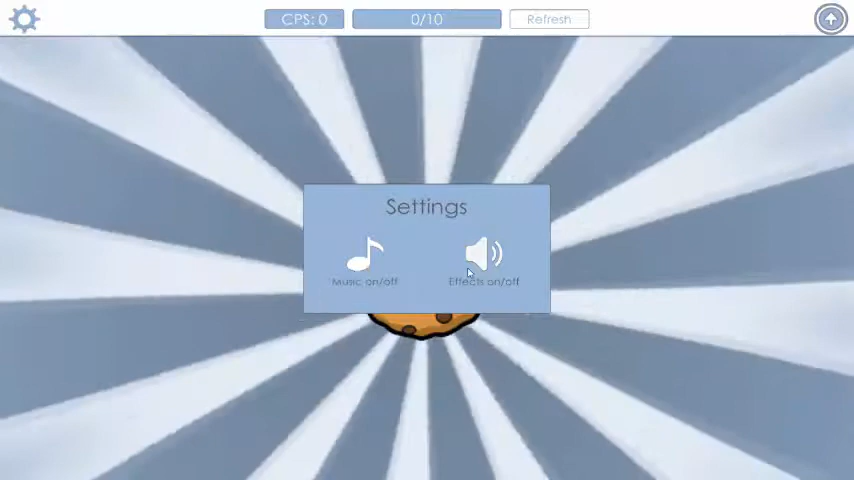 CPS: 0
0/10
Refresh
Settings
Music on/off
Effects on/off